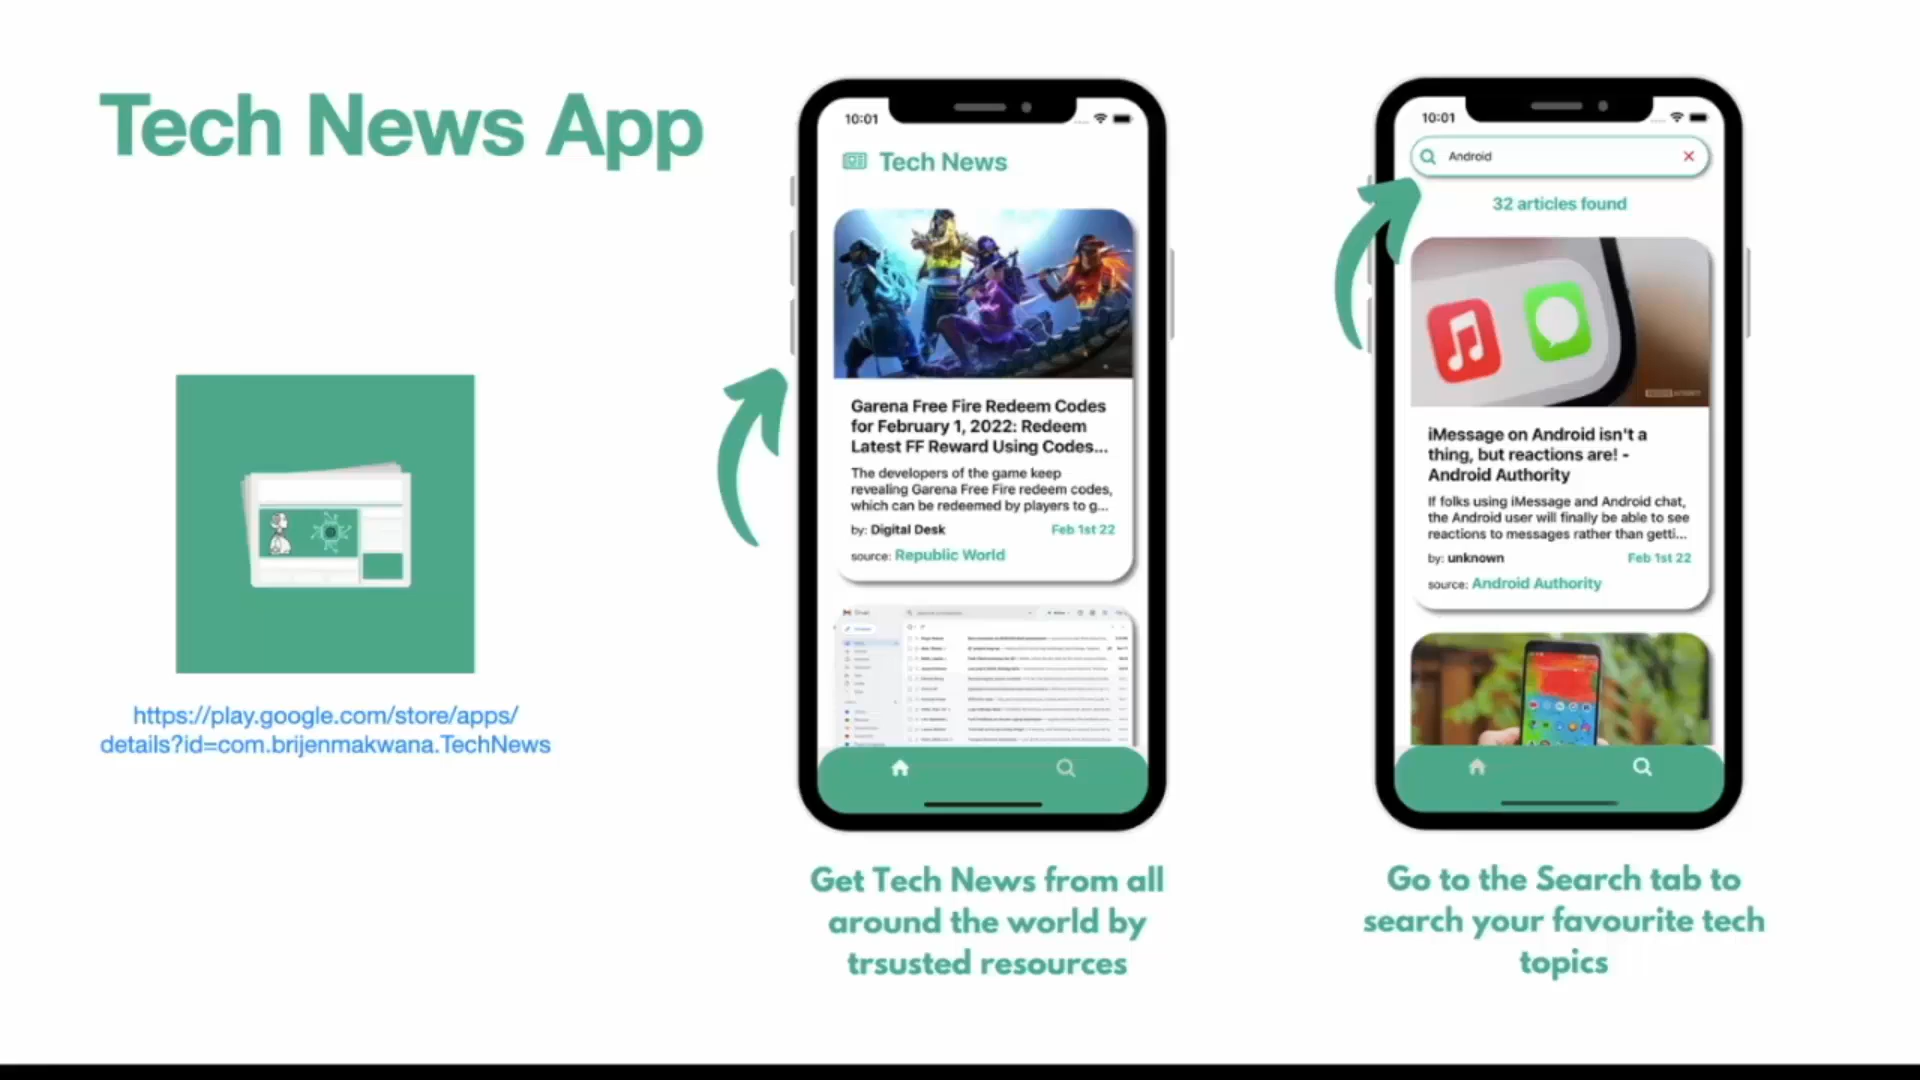 Tech News App
https://play.google.com/store/apps/
details?id=com.brijenmakwana.TechNews
10:01
Tech News
Garena Free Fire Redeem Codes
for February 1, 2022: Redeem
Latest FF Reward Using Codes...
The developers of the game keep
revealing Garena Free Fire redeem codes,
which can be redeemed by players to g...
by: Digital Desk
Feb 1st 22
source: Republic World
Get Tech News from all
around the world by
trsusted resources
10:01
Android
32 articles found
iMessage on Android isn't a
thing, but reactions are! -
Android Authority
If folks using iMessage and Android chat,
the Android user will finally be able to see
reactions to messages rather than getti...
by: unknown
Feb 1st 22
source: Android Authority
Go to the Search tab to
search your favourite tech
topics